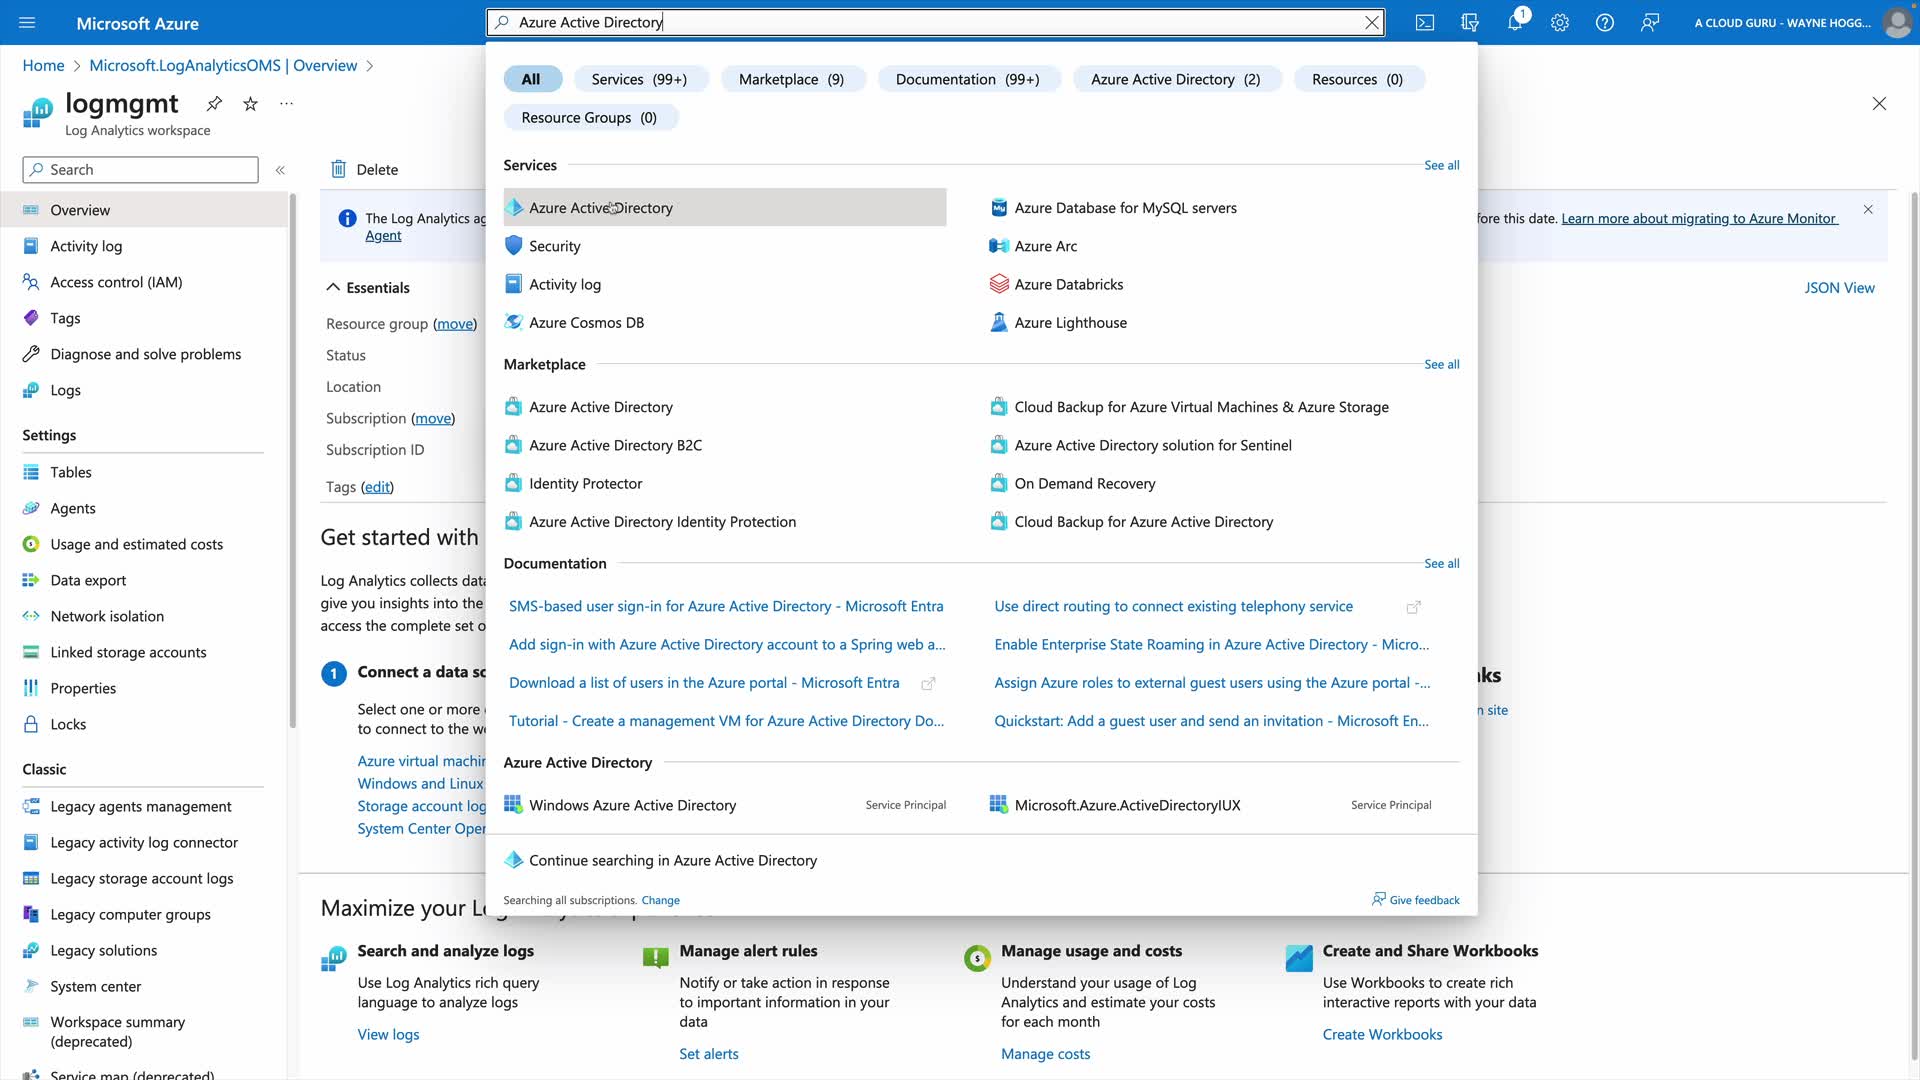 Microsoft Azure
Azure Active Directory
1
A CLOUD GURU - WAYNE HOGG...
Home > Microsoft.LogAnalyticsOMS | Overview >
logmgmt
Log Analytics workspace
Search
Overview
Activity log
Access control (IAM)
Tags
Diagnose and solve problems
Logs
Settings
Tables
Agents
Usage and estimated costs
Data export
Network isolation
Linked storage accounts
Properties
Locks
Classic
Legacy agents management
Legacy activity log connector
Legacy storage account logs
Legacy computer groups
Legacy solutions
System center
Workspace summary
(deprecated)
Service map (deprecated)
Delete
The Log Analytics ag
Agent
fore this date. Learn more about migrating to Azure Monitor
Essentials
JSON View
Resource group (move)
Status
Location
Subscription (move)
Subscription ID
Tags (edit)
Get started with
Log Analytics collects data
give you insights into the
access the complete set o
1
Connect a data so
Select one or more
to connect to the wo
Azure virtual machin
Windows and Linux
Storage account log
System Center Oper
n site
All
Services (99+)
Marketplace (9)
Documentation (99+)
Azure Active Directory (2)
Resources (0)
Resource Groups (0)
Services
See all
Azure Active Directory
Azure Database for MySQL servers
Security
Azure Arc
Activity log
Azure Databricks
Azure Cosmos DB
Azure Lighthouse
Marketplace
See all
Azure Active Directory
Cloud Backup for Azure Virtual Machines & Azure Storage
Azure Active Directory B2C
Azure Active Directory solution for Sentinel
Identity Protector
On Demand Recovery
Azure Active Directory Identity Protection
Cloud Backup for Azure Active Directory
Documentation
See all
SMS-based user sign-in for Azure Active Directory - Microsoft Entra
Use direct routing to connect existing telephony service
Add sign-in with Azure Active Directory account to a Spring web a...
Enable Enterprise State Roaming in Azure Active Directory - Micro...
Download a list of users in the Azure portal - Microsoft Entra
Assign Azure roles to external guest users using the Azure portal -...
Tutorial - Create a management VM for Azure Active Directory Do...
Quickstart: Add a guest user and send an invitation - Microsoft En...
Azure Active Directory
Windows Azure Active Directory
Service Principal
Microsoft.Azure.ActiveDirectoryIUX
Service Principal
Continue searching in Azure Active Directory
Searching all subscriptions. Change
Give feedback
Maximize your Lo
Search and analyze logs
Use Log Analytics rich query
language to analyze logs
View logs
Manage alert rules
Notify or take action in response
to important information in your
data
Set alerts
Manage usage and costs
Understand your usage of Log
Analytics and estimate your costs
for each month
Manage costs
Create and Share Workbooks
Use Workbooks to create rich
interactive reports with your data
Create Workbooks